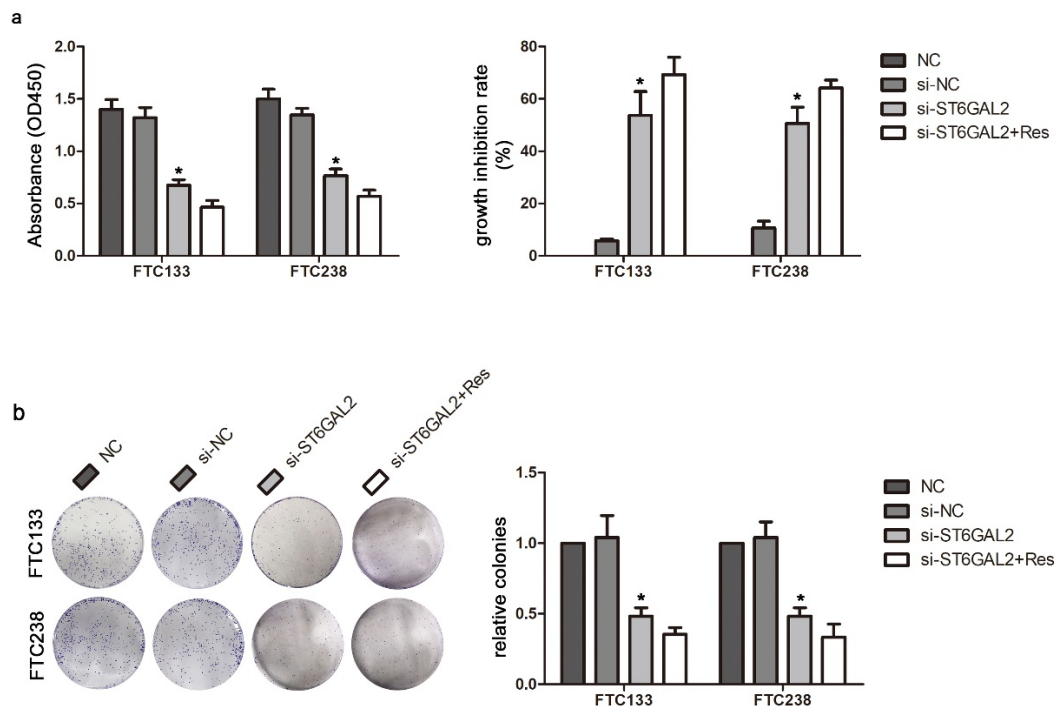 a
Absorbance (OD450)
2.0
1.5
1.0
0.5
0.0
FTC133
FTC238
*
*
growth inhibition rate
(%)
80
60
40
20
0
FTC133
FTC238
*
*
NC
si-NC
si-ST6GAL2
si-ST6GAL2+Res
b
NC
si-NC
si-ST6GAL2
si-ST6GAL2+Res
FTC133
FTC238
relative colonies
1.5
1.0
0.5
0.0
FTC133
FTC238
*
*
NC
si-NC
si-ST6GAL2
si-ST6GAL2+Res